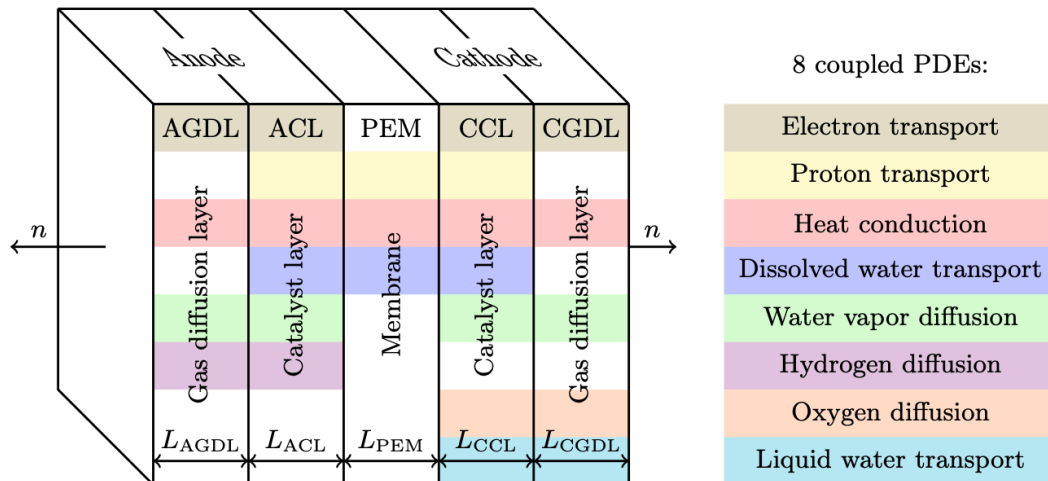 Anode
Cathode
8 coupled PDEs:
AGDL ACL PEM CCL CGDL
Electron transport
Proton transport
Heat conduction
Dissolved water transport
Water vapor diffusion
Hydrogen diffusion
Oxygen diffusion
Liquid water transport
n
Gas diffusion layer
Catalyst layer
Membrane
Catalyst layer
Gas diffusion layer
n
L_AGDL L_ACL L_PEM L_CCL L_CGDL